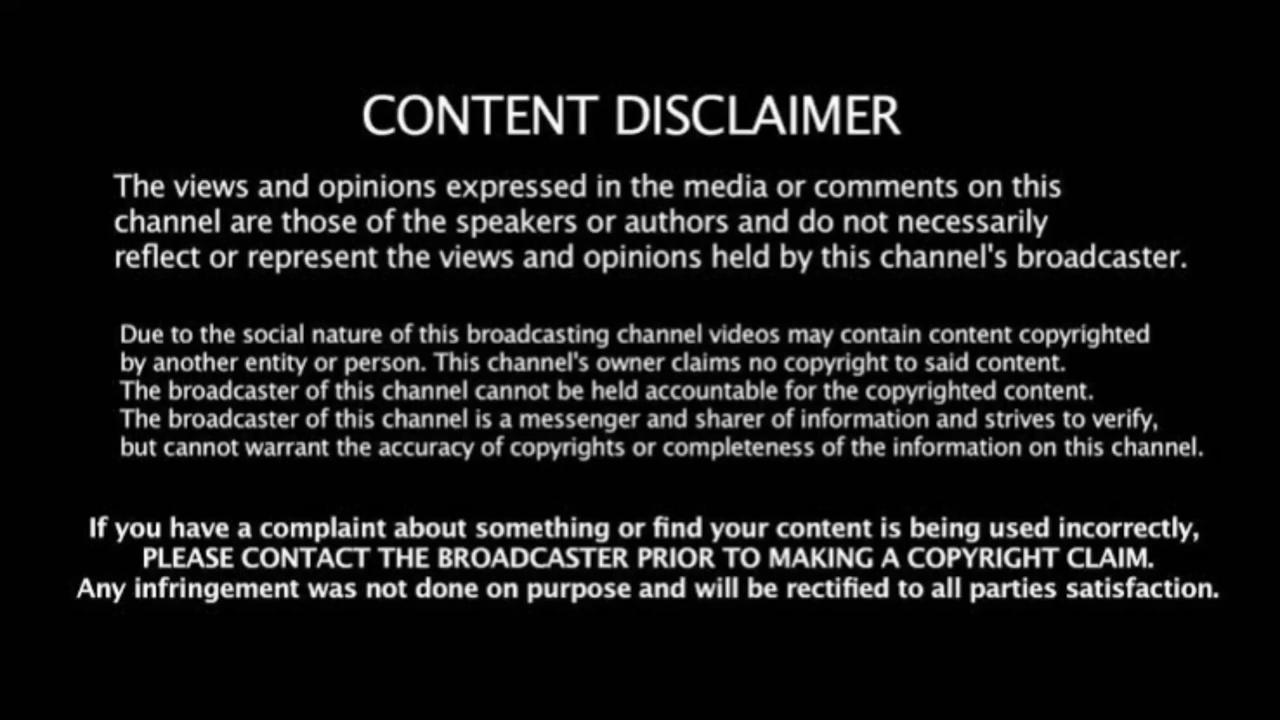 CONTENT DISCLAIMER
The views and opinions expressed in the media or comments on this
channel are those of the speakers or authors and do not necessarily
reflect or represent the views and opinions held by this channel's broadcaster.
Due to the social nature of this broadcasting channel videos may contain content copyrighted
by another entity or person. This channel's owner claims no copyright to said content.
The broadcaster of this channel cannot be held accountable for the copyrighted content.
The broadcaster of this channel is a messenger and sharer of information and strives to verify,
but cannot warrant the accuracy of copyrights or completeness of the information on this channel.
If you have a complaint about something or find your content is being used incorrectly,
PLEASE CONTACT THE BROADCASTER PRIOR TO MAKING A COPYRIGHT CLAIM.
Any infringement was not done on purpose and will be rectified to all parties satisfaction.